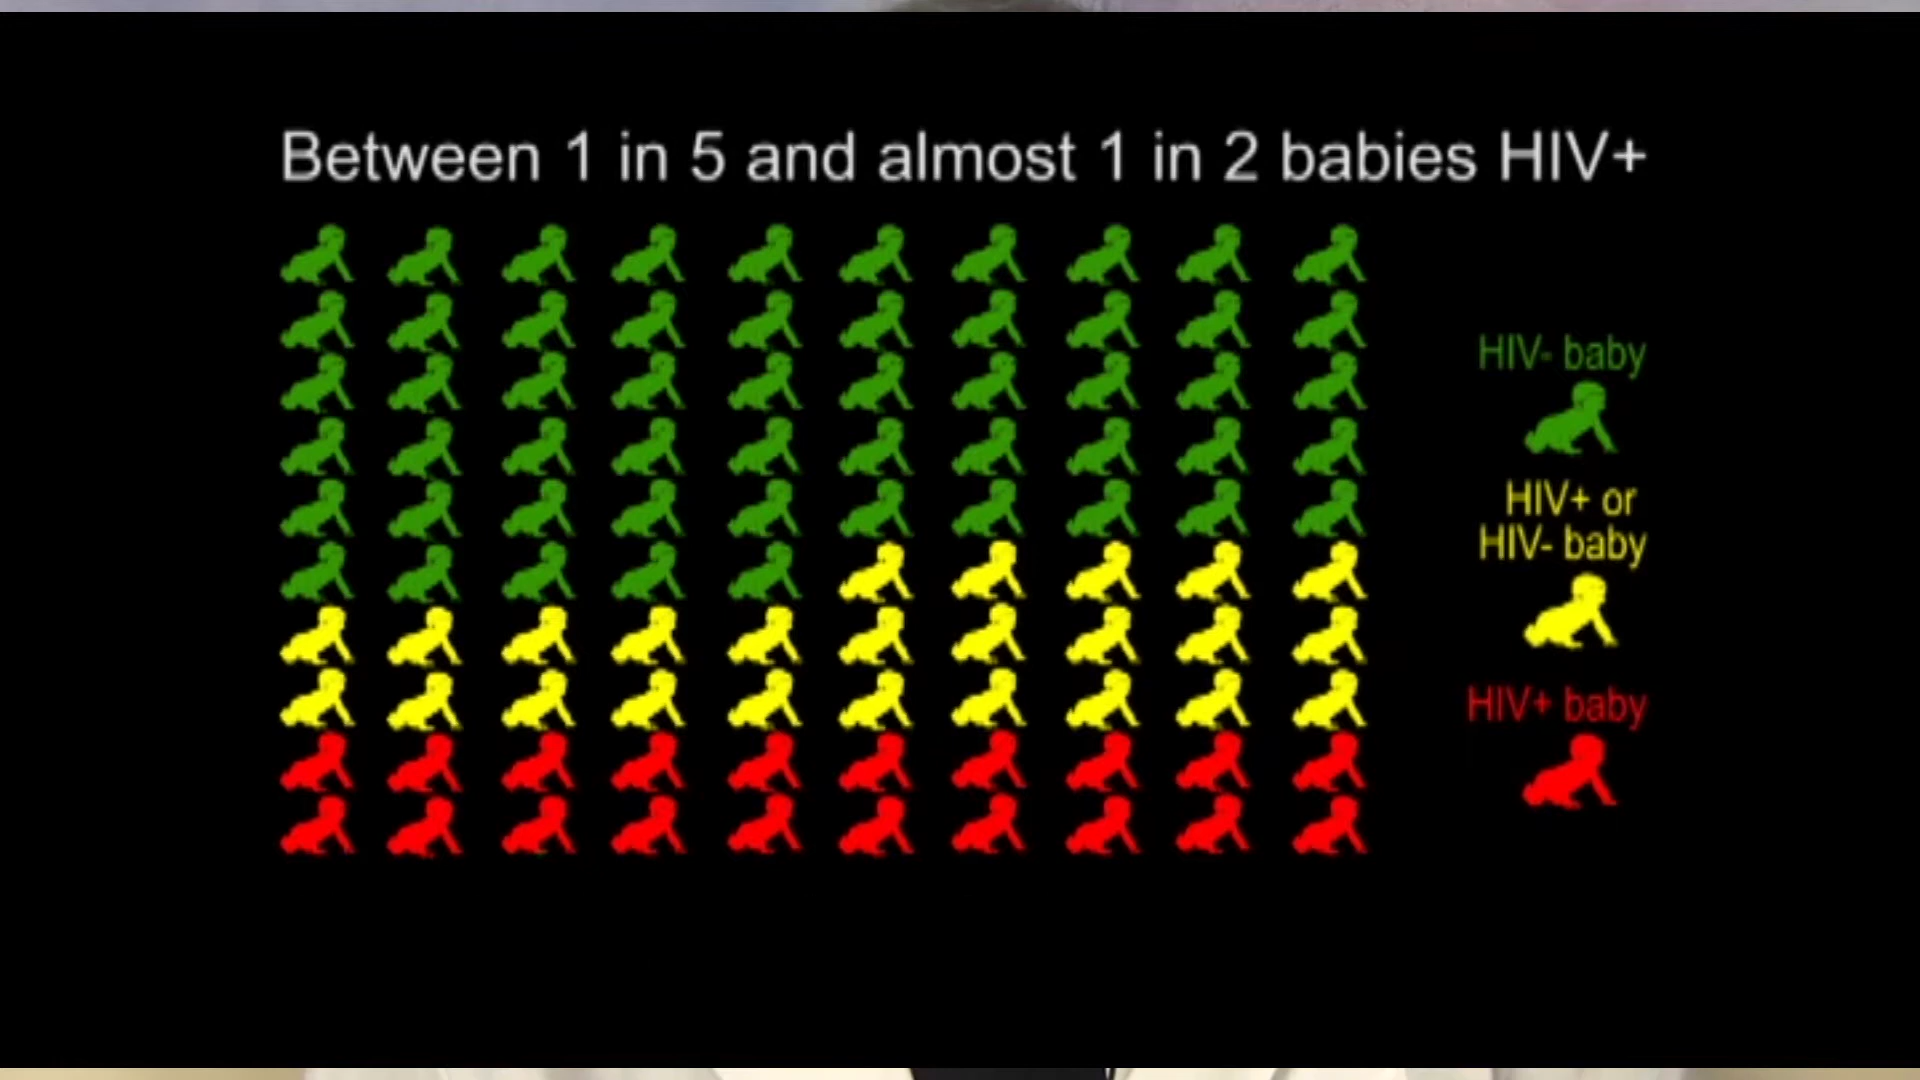 Between 1 in 5 and almost 1 in 2 babies HIV+
HIV- baby
HIV+ or
HIV- baby
HIV+ baby